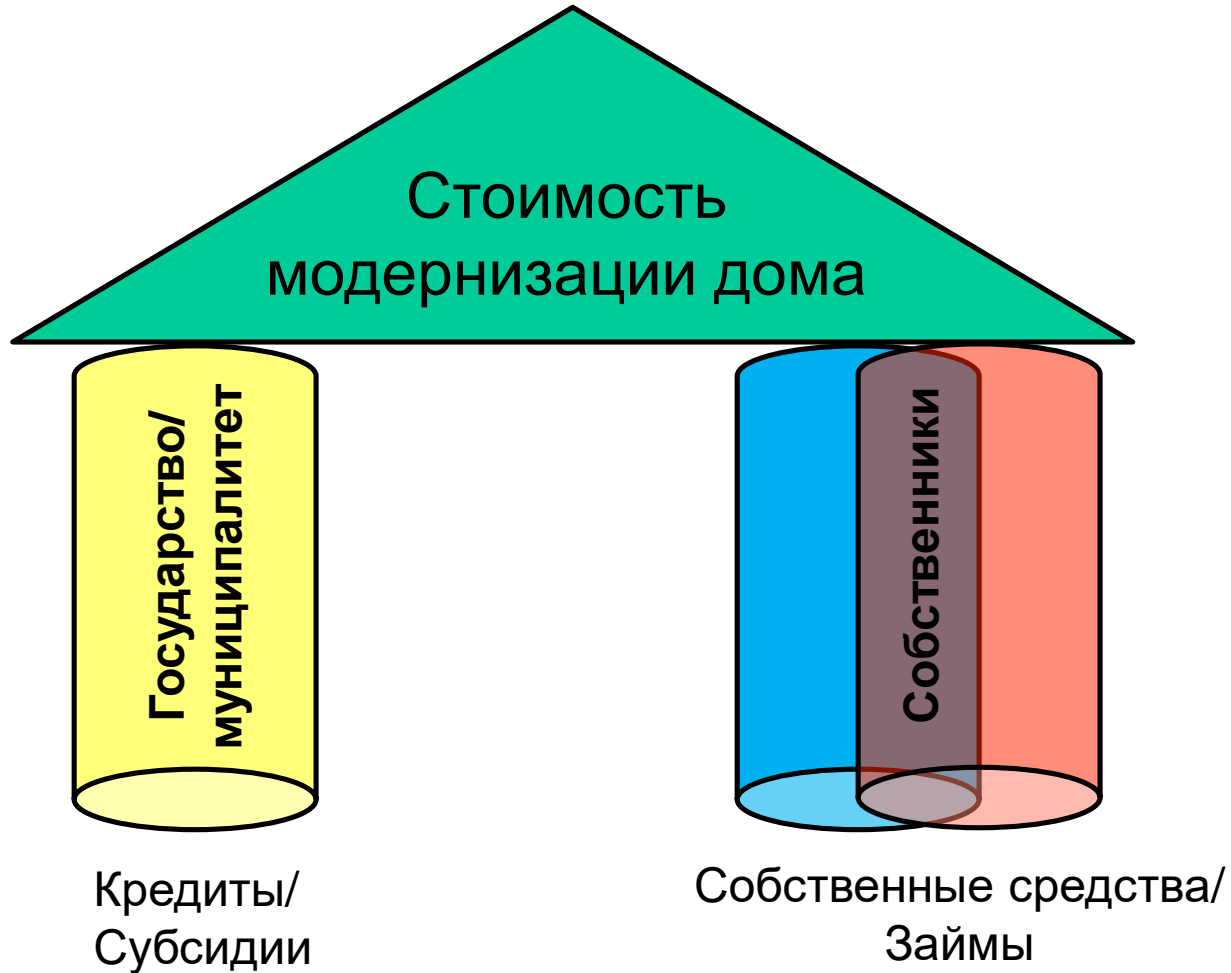 Стоимость
модернизации дома
Государство/
муниципалитет
Собственники
Кредиты/
Субсидии
Собственные средства/
Займы